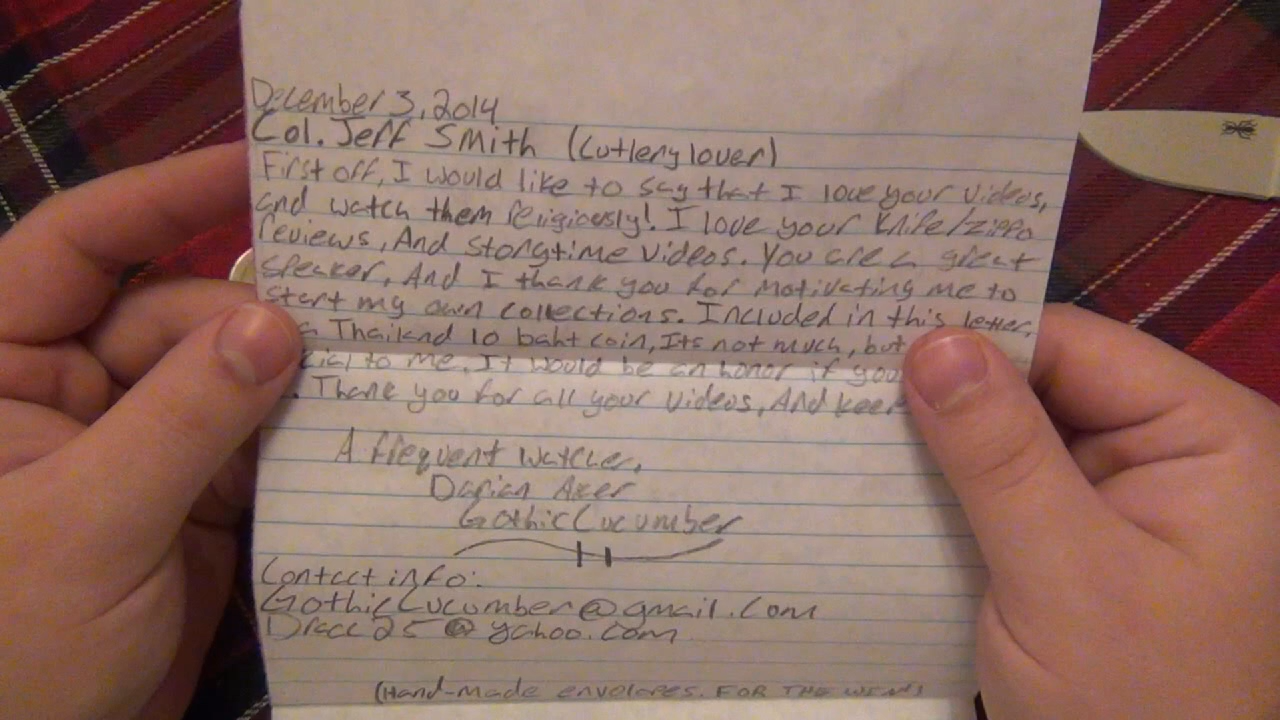 December 3, 2014
Col. Jeff Smith (Cutlerylover)
First off, I would like to say that I love your videos,
and watch them religiously! I love your Knife/zippo
reviews, And storytime videos. You are a great
speaker, And I thank you for motivating me to
start my own collections. Included in this letter,
a Thailand 10 baht coin, Its not much, but
cial to me. It would be an honor if you
. Thank you for all your videos, And keep
A frequent watcher,
Darian
GothicCucumber
Contact info:
GothicCucumber@gmail.com
@yahoo.com
(Hand-made envelopes. FOR THE WIN!)